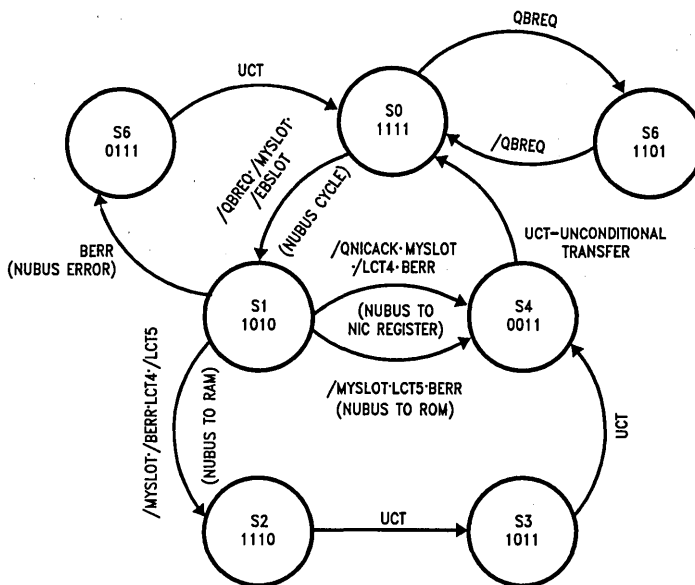 QBREQ
UCT
S0
1111
S6
0111
S6
1101
/QBREQ
/QBREQ·/MYSLOT·
/EBSLOT
(NUBUS CYCLE)
BERR
(NUBUS ERROR)
/QNICACK·MYSLOT
·/LCT4·BERR
UCT-UNCONDITIONAL
TRANSFER
S1
1010
(NUBUS TO
NIC REGISTER)
S4
0011
/MYSLOT·LCT5·BERR
(NUBUS TO ROM)
/MYSLOT·/BERR·LCT4·/LCT5
(NUBUS TO RAM)
UCT
S2
1110
UCT
S3
1011